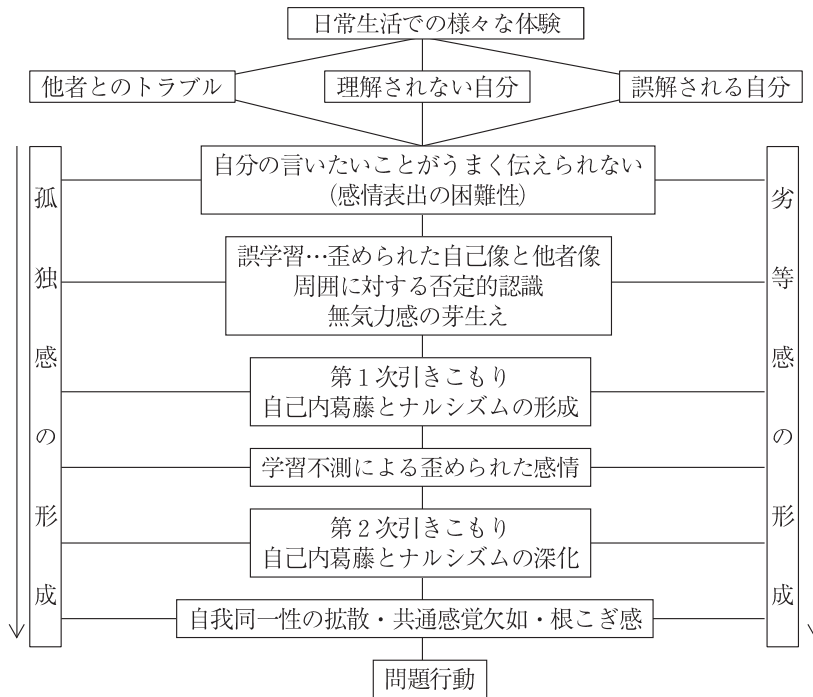 日常生活での様々な体験
他者とのトラブル
理解されない自分
誤解される自分
自分の言いたいことがうまく伝えられない
(感情表出の困難性)
孤独感の形成
劣等感の形成
誤学習…歪められた自己像と他者像
周囲に対する否定的認識
無気力感の芽生え
第1次引きこもり
自己内葛藤とナルシズムの形成
学習不測による歪められた感情
第2次引きこもり
自己内葛藤とナルシズムの深化
自我同一性の拡散・共通感覚欠如・根こぎ感
問題行動